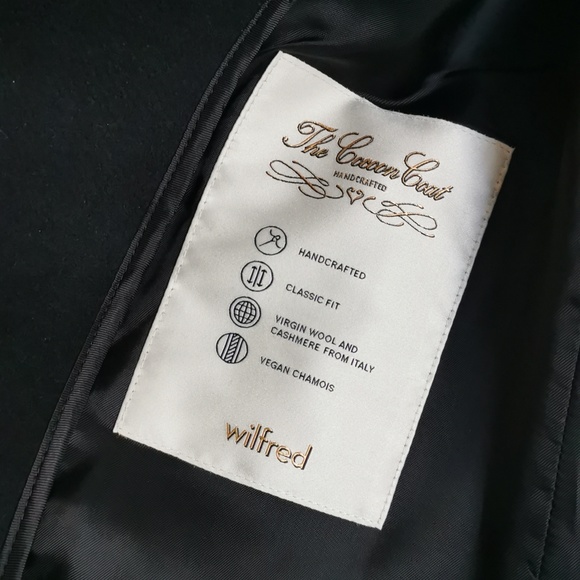 The Cocoon Coat
HANDCRAFTED
HANDCRAFTED
CLASSIC FIT
VIRGIN WOOL AND
CASHMERE FROM ITALY
VEGAN CHAMOIS
wilfred